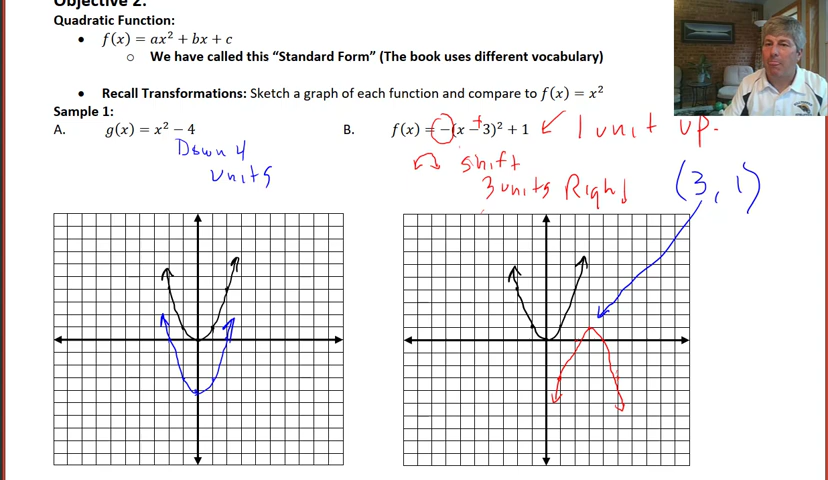 Objective 2:
Quadratic Function:
• f(x) = ax² + bx + c
o We have called this “Standard Form” (The book uses different vocabulary)
• Recall Transformations: Sketch a graph of each function and compare to f(x) = x²
Sample 1:
A. g(x) = x² − 4
B. f(x) = −(x − 3)² + 1
1 unit up.
Down 4
units
shift
3 units Right
(3, 1)